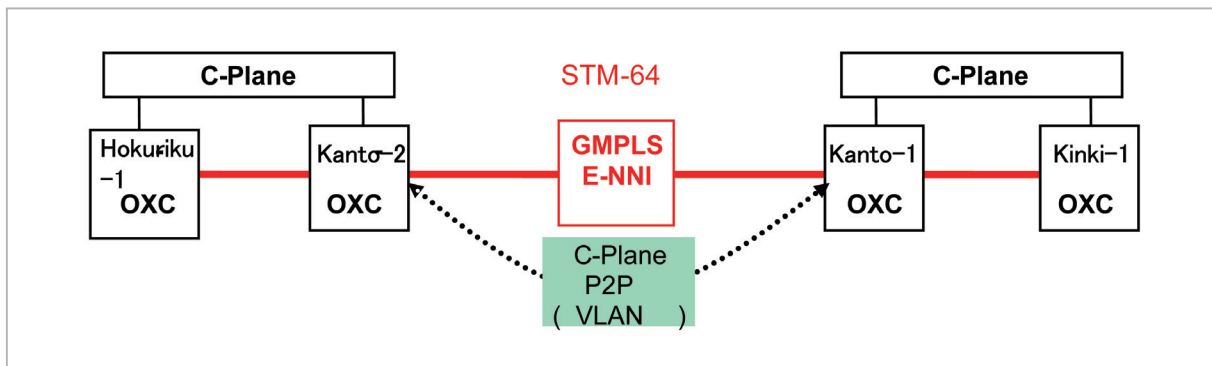 C-Plane
STM-64
C-Plane
Hokuriku
-1
OXC
Kanto-2
OXC
GMPLS
E-NNI
Kanto-1
OXC
Kinki-1
OXC
C-Plane
P2P
( VLAN )